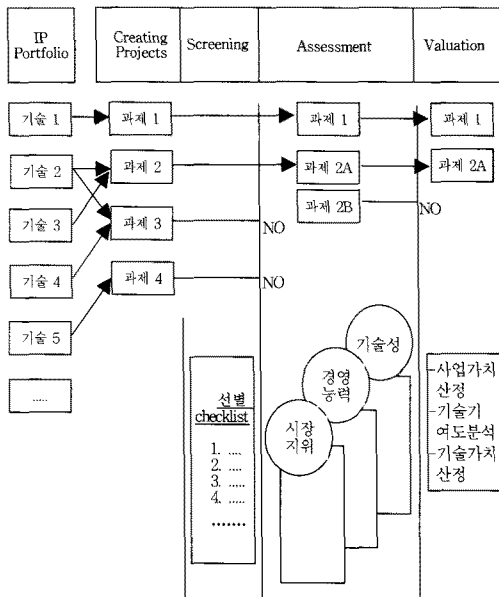 IP
Portfolio
Creating
Projects
Screening
Assessment
Valuation
기술 1
과제 1
과제 1
과제 1
기술 2
과제 2
과제 2A
과제 2A
기술 3
과제 3
NO
과제 2B
NO
기술 4
과제 4
NO
기술 5
.....
선별
checklist
1. ....
2. .....
3. .....
4. .....
.......
기술성
경영
능력
시장
지위
-사업가치
산정
-기술기
여도분석
-기술가치
산정